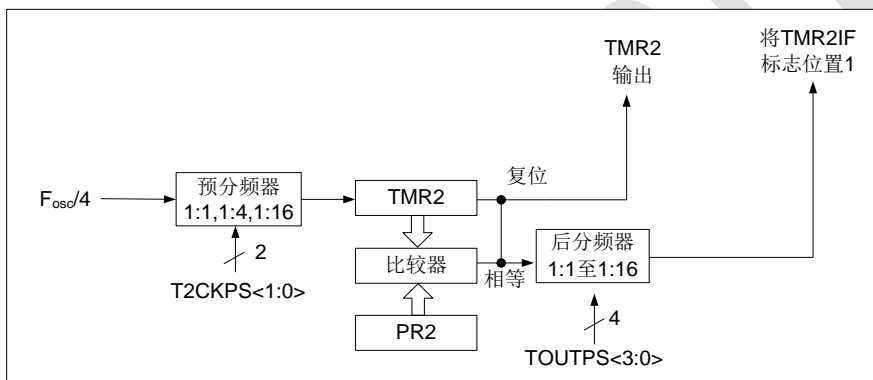 TMR2
输出
将TMR2IF
标志位置1
Fosc/4
预分频器
1:1,1:4,1:16
2
T2CKPS<1:0>
TMR2
复位
比较器
相等
PR2
后分频器
1:1至1:16
4
TOUTPS<3:0>